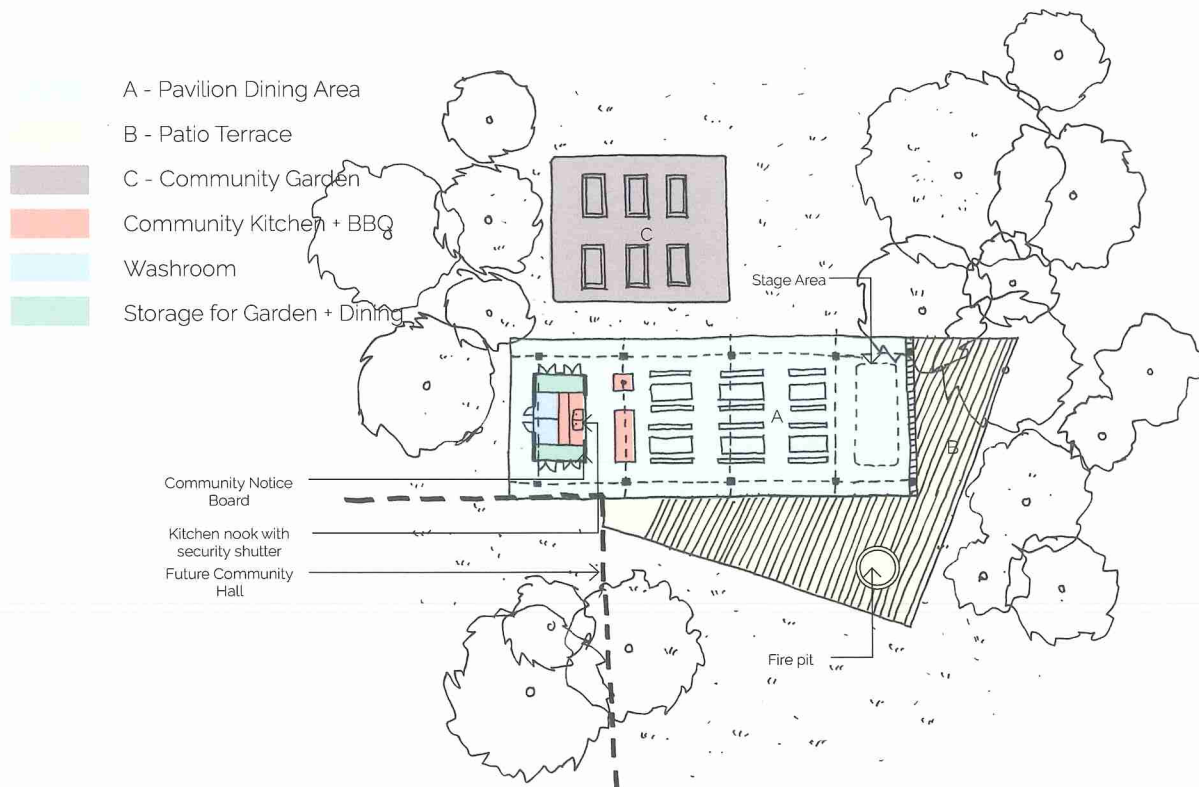 A - Pavilion Dining Area
B - Patio Terrace
C - Community Garden
Community Kitchen + BBQ
Washroom
Storage for Garden + Dining
C
Stage Area
A
B
Community Notice
Board
Kitchen nook with
security shutter
Future Community
Hall
Fire pit